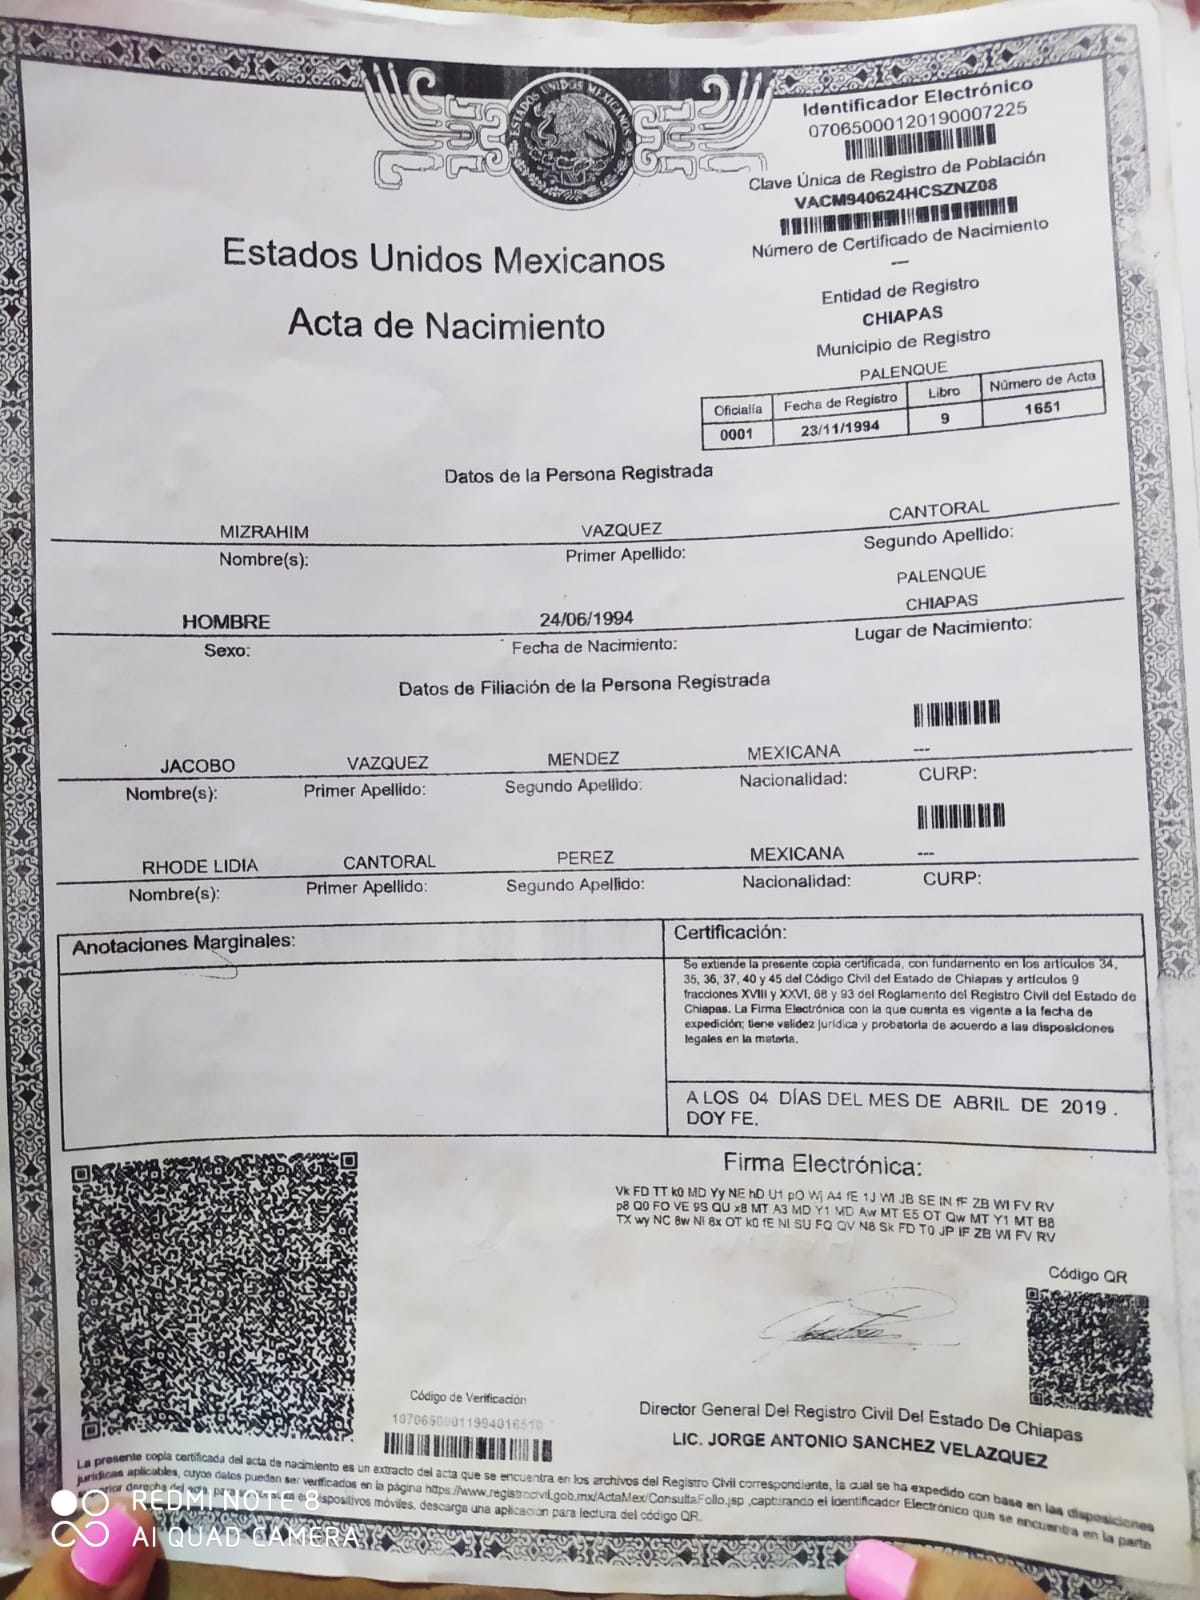 ESTADOS UNIDOS MEXICANOS
Identificador Electrónico
07065000120190007225
Clave Única de Registro de Población
VACM940624HCSZNZ08
Número de Certificado de Nacimiento
---
Entidad de Registro
CHIAPAS
Municipio de Registro
PALENQUE
Estados Unidos Mexicanos
Acta de Nacimiento
Oficialía Fecha de Registro Libro Número de Acta
0001 23/11/1994 9 1651
Datos de la Persona Registrada
MIZRAHIM VAZQUEZ CANTORAL
Nombre(s): Primer Apellido: Segundo Apellido:
PALENQUE
HOMBRE 24/06/1994 CHIAPAS
Sexo: Fecha de Nacimiento: Lugar de Nacimiento:
Datos de Filiación de la Persona Registrada
JACOBO VAZQUEZ MENDEZ MEXICANA ---
Nombre(s): Primer Apellido: Segundo Apellido: Nacionalidad: CURP:
RHODE LIDIA CANTORAL PEREZ MEXICANA ---
Nombre(s): Primer Apellido: Segundo Apellido: Nacionalidad: CURP:
Anotaciones Marginales:
Certificación:
Se extiende la presente copia certificada, con fundamento en los artículos 34,
35, 36, 37, 40 y 45 del Código Civil del Estado de Chiapas y artículos 9
fracciones XVIII y XXVI, 68 y 93 del Reglamento del Registro Civil del Estado de
Chiapas. La Firma Electrónica con la que cuenta es vigente a la fecha de
expedición; tiene validez jurídica y probatoria de acuerdo a las disposiciones
legales en la materia.
A LOS 04 DÍAS DEL MES DE ABRIL DE 2019 .
DOY FE.
Firma Electrónica:
Vk FD TT k0 MD Yy NE hD U1 pO Wj A4 fE 1J WI JB SE lN fF ZB Wl FV RV
p8 Q0 FO VE 9S QU x8 MT A3 MD Y1 MD Aw MT E5 OT Qw MT Y1 MT B8
TX wy NC 8w Ni 8x OT k0 fE NI SU FQ QV N8 Sk FD T0 JP IF ZB Wl FV RV
Código QR
Código de Verificación
10706500011994016510
Director General Del Registro Civil Del Estado De Chiapas
LIC. JORGE ANTONIO SANCHEZ VELAZQUEZ
La presente copia certificada del acta de nacimiento es un extracto del acta que se encuentra en los archivos del Registro Civil correspondiente, la cual se ha expedido con base en las disposiciones
jurídicas aplicables, cuyos datos pueden ser verificados en la página https://www.registrocivil.gob.mx/ActaMex/ConsultaFolio.jsp ,capturando el Identificador Electrónico que se encuentra en la parte
superior derecha del acta, para dispositivos móviles, descarga una aplicación para lectura del código QR.
REDMI NOTE 8
AI QUAD CAMERA